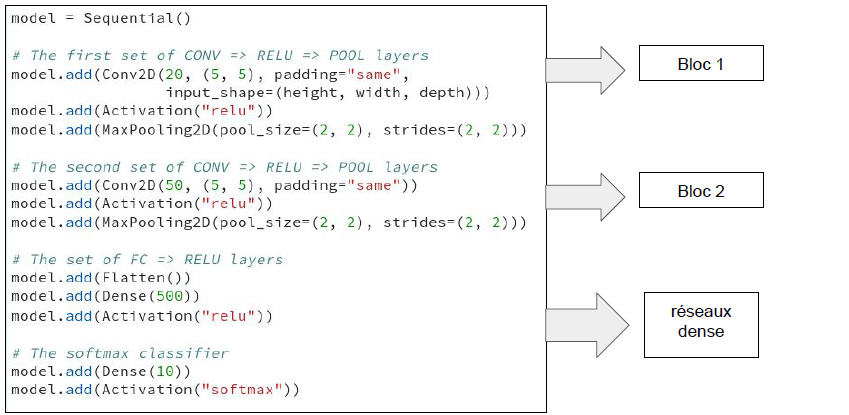 model = Sequential()
# The first set of CONV => RELU => POOL layers
model.add(Conv2D(20, (5, 5), padding="same",
input_shape=(height, width, depth)))
model.add(Activation("relu"))
model.add(MaxPooling2D(pool_size=(2, 2), strides=(2, 2)))
# The second set of CONV => RELU => POOL layers
model.add(Conv2D(50, (5, 5), padding="same"))
model.add(Activation("relu"))
model.add(MaxPooling2D(pool_size=(2, 2), strides=(2, 2)))
# The set of FC => RELU layers
model.add(Flatten())
model.add(Dense(500))
model.add(Activation("relu"))
# The softmax classifier
model.add(Dense(10))
model.add(Activation("softmax"))
Bloc 1
Bloc 2
réseaux
dense